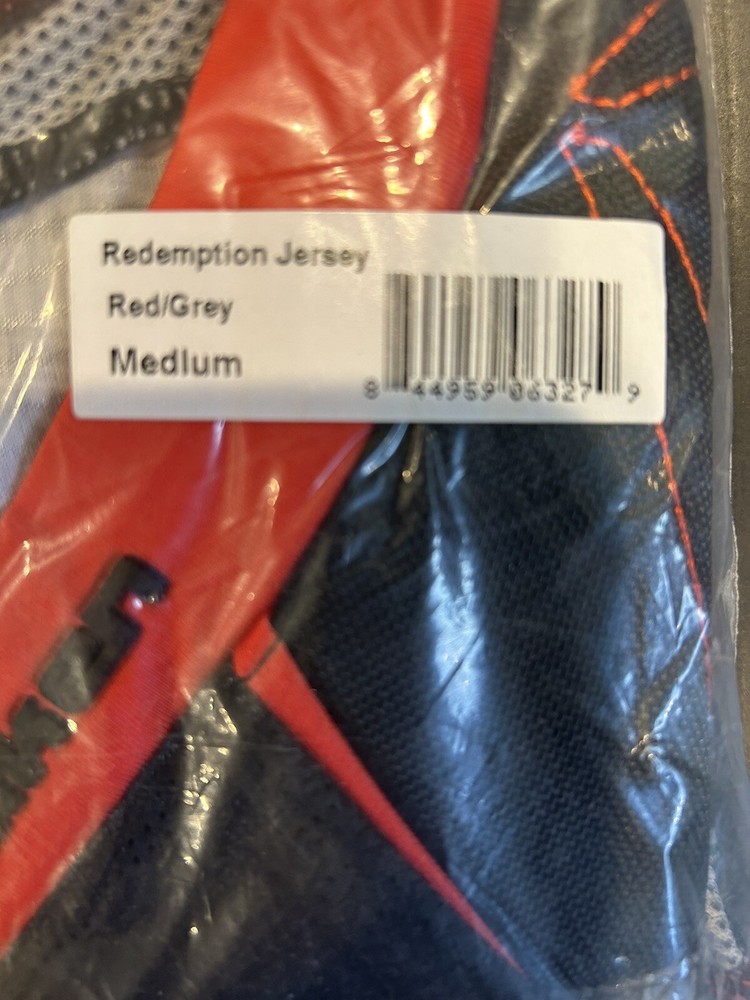 Redemption Jersey
Red/Grey
Medium
8 44959 06327 9